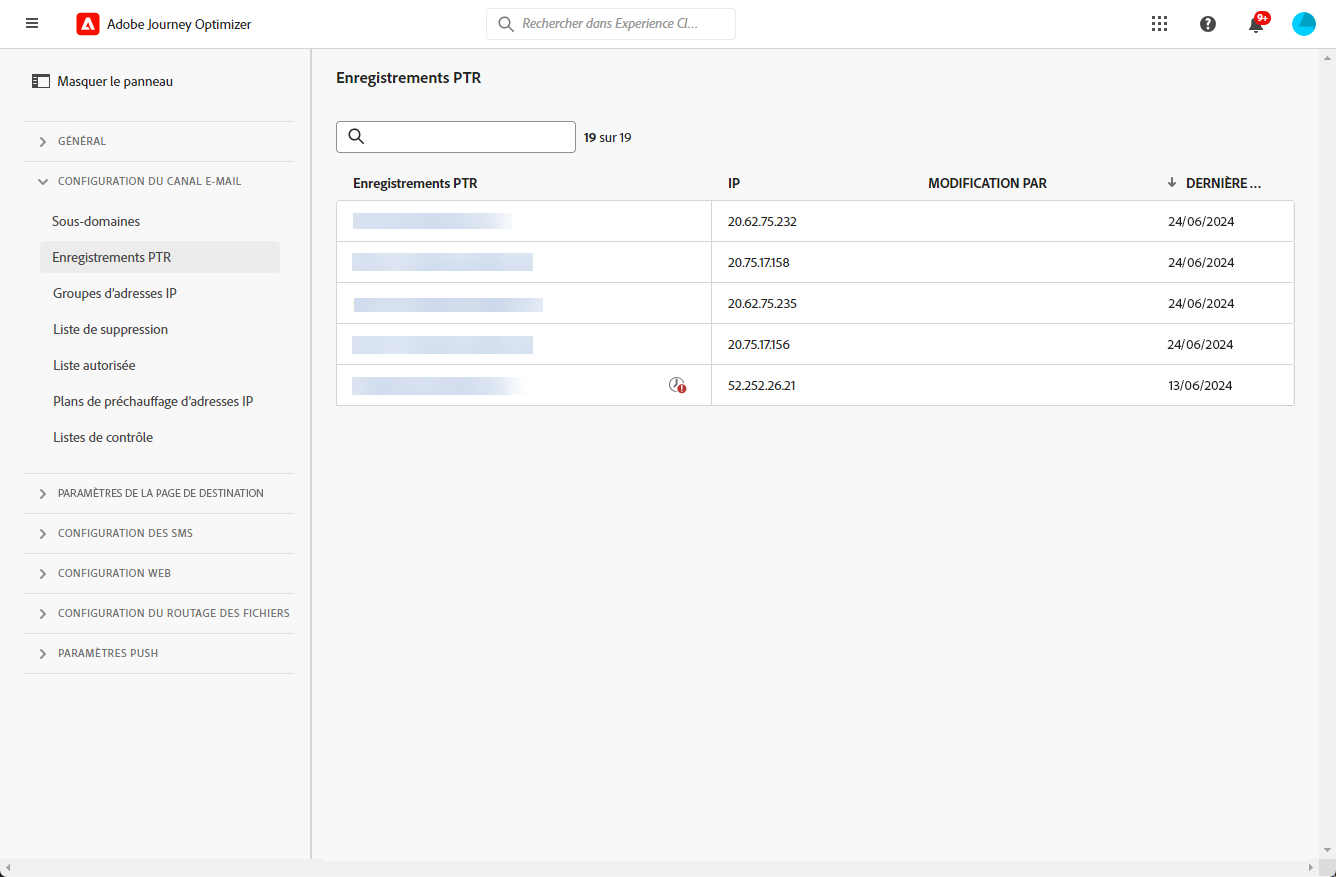 Adobe Journey Optimizer
Rechercher dans Experience Cl...
9+
Masquer le panneau
GÉNÉRAL
CONFIGURATION DU CANAL E-MAIL
Sous-domaines
Enregistrements PTR
Groupes d’adresses IP
Liste de suppression
Liste autorisée
Plans de préchauffage d’adresses IP
Listes de contrôle
PARAMÈTRES DE LA PAGE DE DESTINATION
CONFIGURATION DES SMS
CONFIGURATION WEB
CONFIGURATION DU ROUTAGE DES FICHIERS
PARAMÈTRES PUSH
Enregistrements PTR
19 sur 19
Enregistrements PTR IP MODIFICATION PAR DERNIÈRE ...
20.62.75.232 24/06/2024
20.75.17.158 24/06/2024
20.62.75.235 24/06/2024
20.75.17.156 24/06/2024
52.252.26.21 13/06/2024